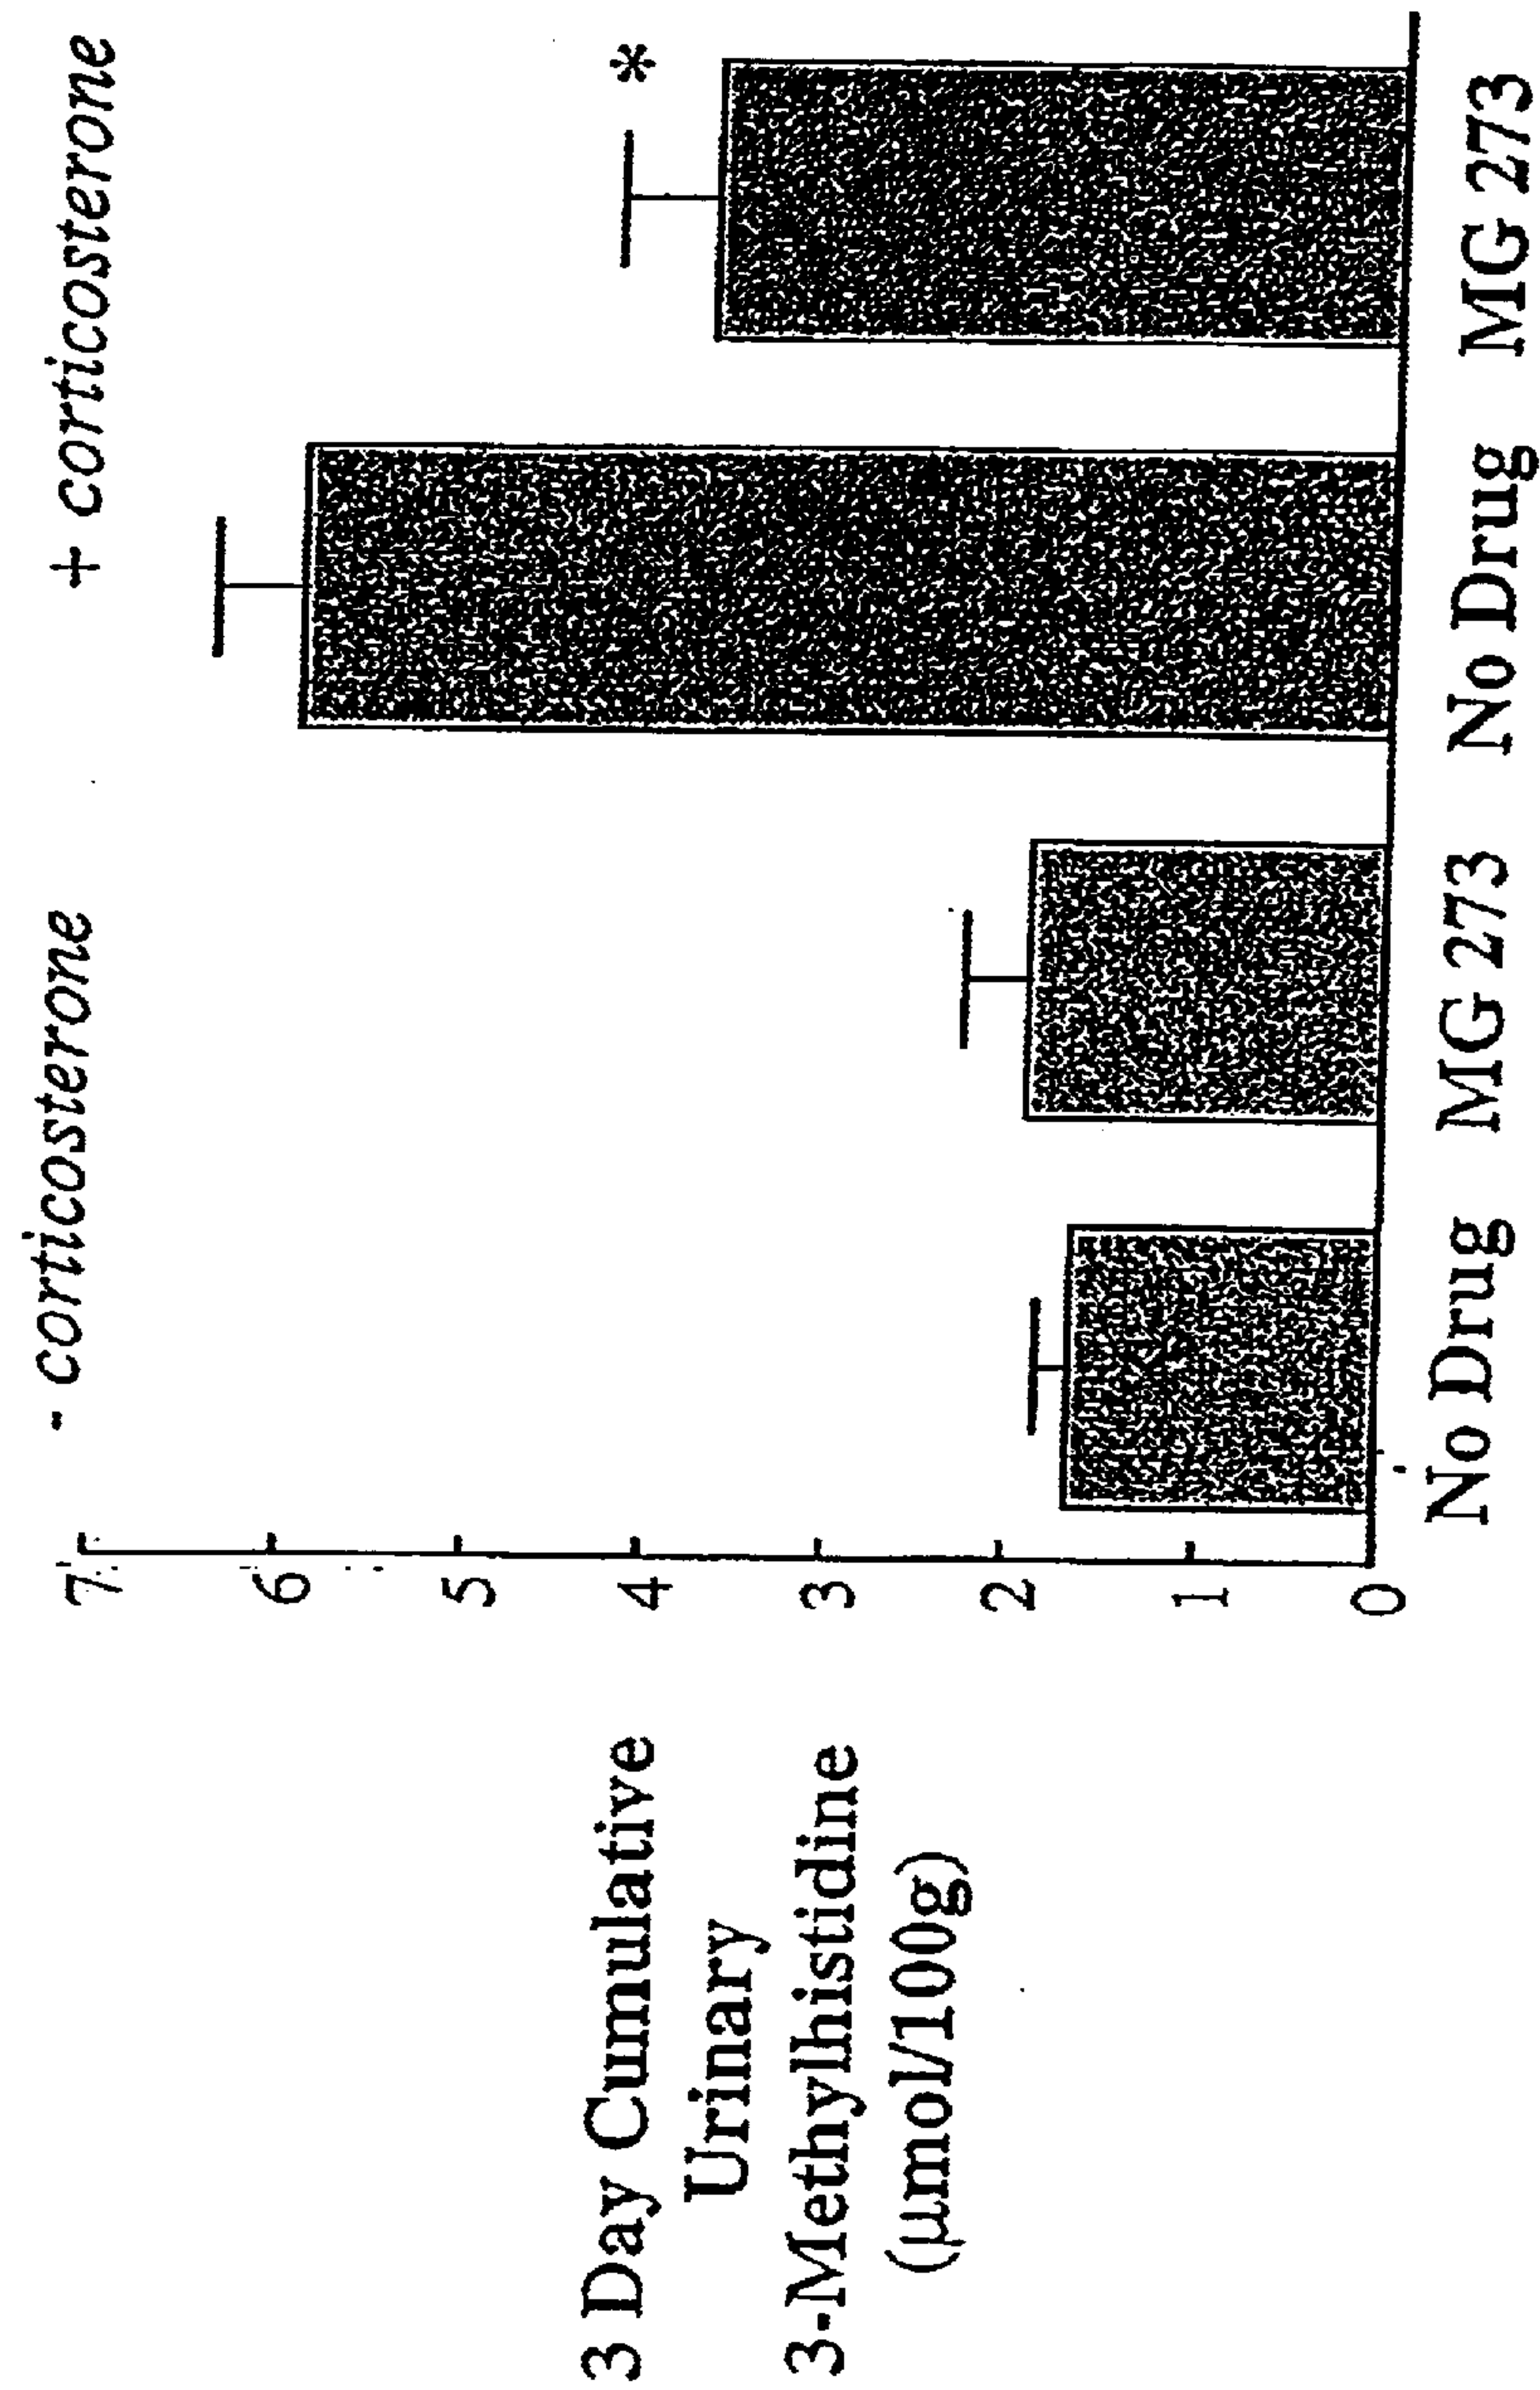 - corticosterone
+ corticosterone
*
7
6
5
4
3
2
1
0
3 Day Cumulative
Urinary
3-Methylhistidine
(μmol/100g)
No Drug MG 273 No Drug MG 273